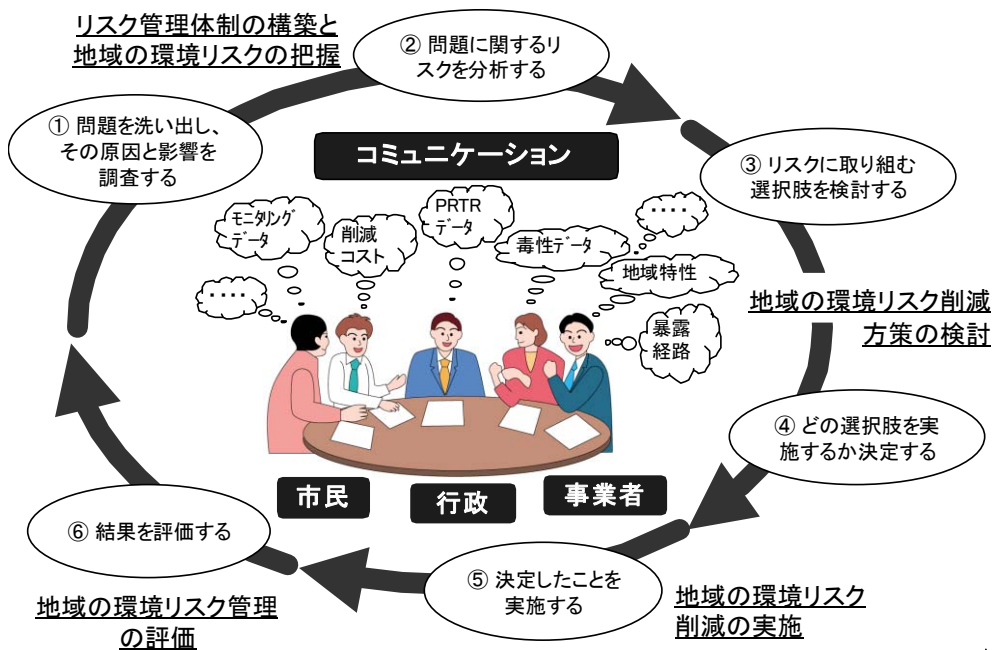 リスク管理体制の構築と
地域の環境リスクの把握
② 問題に関するリ
スクを分析する
① 問題を洗い出し、
その原因と影響を
調査する
コミュニケーション
③ リスクに取り組む
選択肢を検討する
モニタリング
データ
削減
コスト
PRTR
データ
毒性データ
・・・・
地域特性
・・・・
暴露
経路
地域の環境リスク削減
方策の検討
④ どの選択肢を実
施するか決定する
市民
行政
事業者
⑥ 結果を評価する
⑤ 決定したことを
実施する
地域の環境リスク管理
の評価
地域の環境リスク
削減の実施